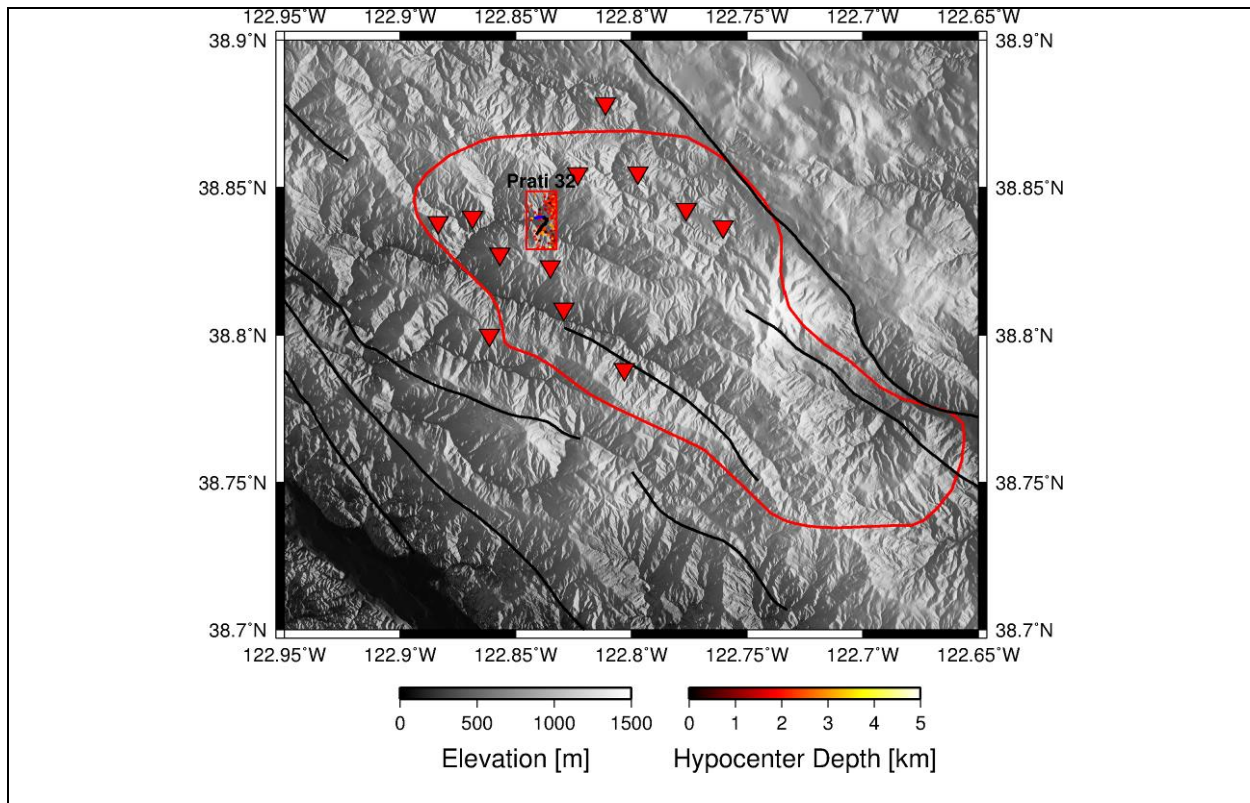 122.95˚W 122.9˚W 122.85˚W 122.8˚W 122.75˚W 122.7˚W 122.65˚W
38.9˚N 38.9˚N
Prati 32
38.85˚N 38.85˚N
38.8˚N 38.8˚N
38.75˚N 38.75˚N
38.7˚N 38.7˚N
122.95˚W 122.9˚W 122.85˚W 122.8˚W 122.75˚W 122.7˚W 122.65˚W
0 500 1000 1500 0 1 2 3 4 5
Elevation [m] Hypocenter Depth [km]